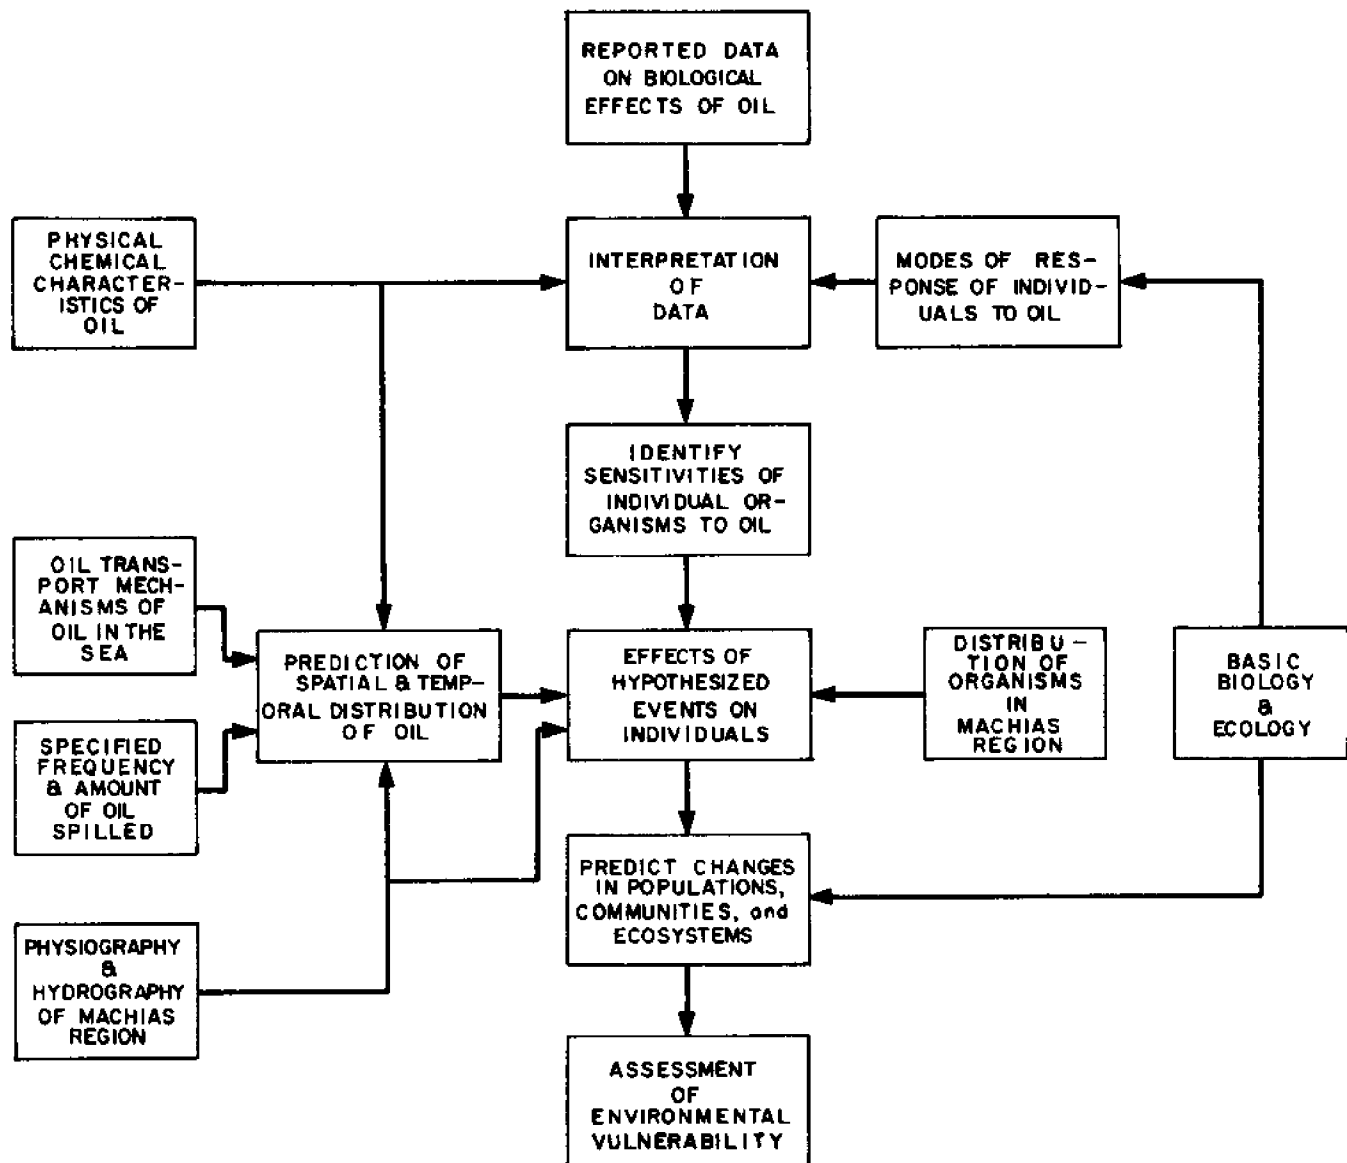 REPORTED DATA
ON BIOLOGICAL
EFFECTS OF OIL
PHYSICAL
CHEMICAL
CHARACTER-
ISTICS OF
OIL
INTERPRETATION
OF
DATA
MODES OF RES-
PONSE OF INDIVID-
UALS TO OIL
IDENTIFY
SENSITIVITIES OF
INDIVIDUAL OR-
GANISMS TO OIL
OIL TRANS-
PORT MECH-
ANISMS OF
OIL IN THE
SEA
PREDICTION OF
SPATIAL & TEMP-
ORAL DISTRIBUTION
OF OIL
EFFECTS OF
HYPOTHESIZED
EVENTS ON
INDIVIDUALS
DISTRIBU-
TION OF
ORGANISMS
IN
MACHIAS
REGION
BASIC
BIOLOGY
&
ECOLOGY
SPECIFIED
FREQUENCY
& AMOUNT
OF OIL
SPILLED
PREDICT CHANGES
IN POPULATIONS,
COMMUNITIES, and
ECOSYSTEMS
PHYSIOGRAPHY
&
HYDROGRAPHY
OF MACHIAS
REGION
ASSESSMENT
OF
ENVIRONMENTAL
VULNERABILITY